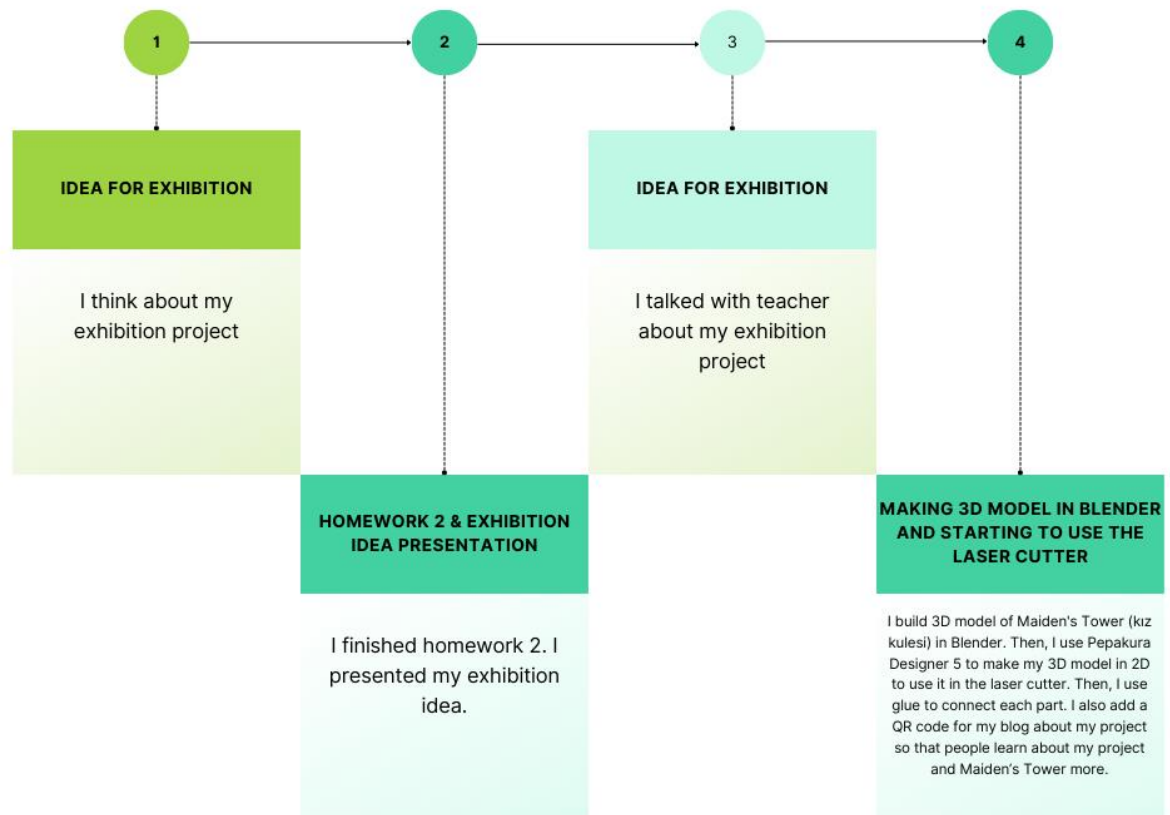 1
2
3
4
IDEA FOR EXHIBITION
I think about my
exhibition project
HOMEWORK 2 & EXHIBITION
IDEA PRESENTATION
I finished homework 2. I
presented my exhibition
idea.
IDEA FOR EXHIBITION
I talked with teacher
about my exhibition
project
MAKING 3D MODEL IN BLENDER
AND STARTING TO USE THE
LASER CUTTER
I build 3D model of Maiden's Tower (kız
kulesi) in Blender. Then, I use Pepakura
Designer 5 to make my 3D model in 2D
to use it in the laser cutter. Then, I use
glue to connect each part. I also add a
QR code for my blog about my project
so that people learn about my project
and Maiden's Tower more.